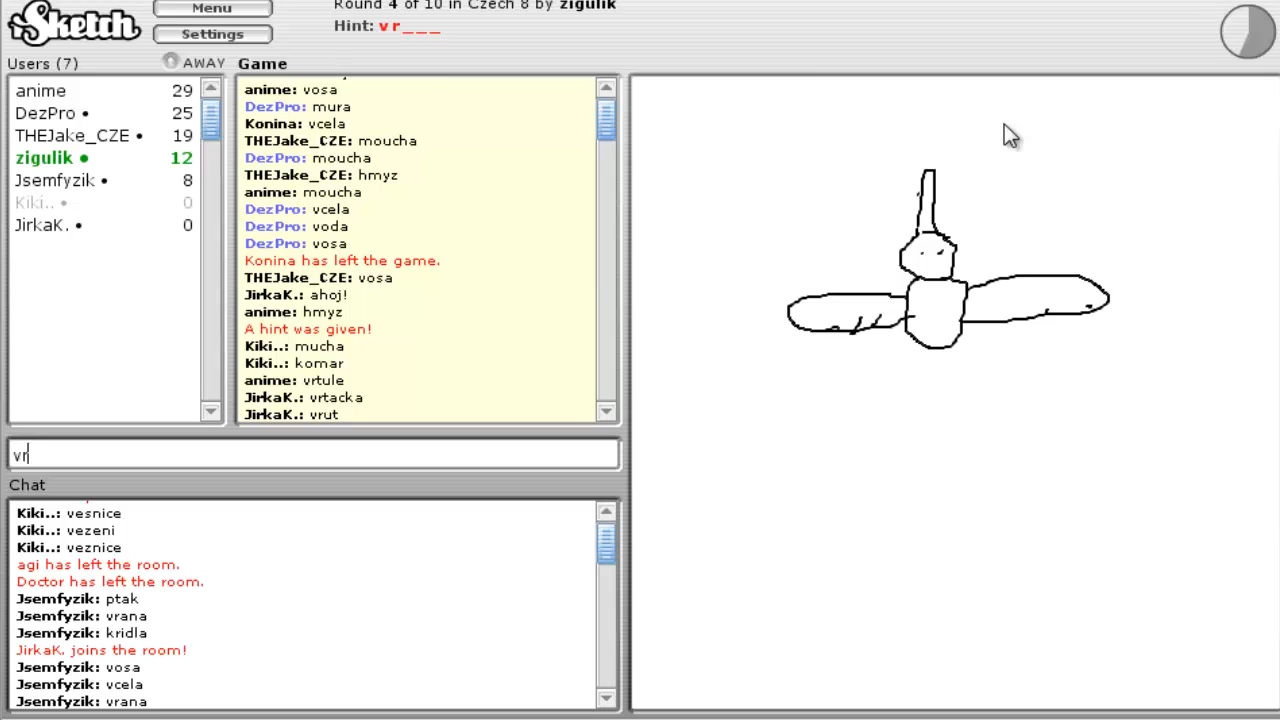 iSketch
Menu
Settings
Round 4 of 10 in Czech 8 by zigulik
Hint: v r _ _ _
Users (7)
AWAY
anime 29
DezPro • 25
THEJake_CZE • 19
zigulik • 12
Jsemfyzik • 8
Kiki.. • 0
JirkaK. • 0
Game
anime: vosa
DezPro: mura
Konina: vcela
THEJake_CZE: moucha
DezPro: moucha
THEJake_CZE: hmyz
anime: moucha
DezPro: vcela
DezPro: voda
DezPro: vosa
Konina has left the game.
THEJake_CZE: vosa
JirkaK.: ahoj!
anime: hmyz
A hint was given!
Kiki..: mucha
Kiki..: komar
anime: vrtule
JirkaK.: vrtacka
JirkaK.: vrut
vr
Chat
Kiki..: vesnice
Kiki..: vezeni
Kiki..: veznice
agi has left the room.
Doctor has left the room.
Jsemfyzik: ptak
Jsemfyzik: vrana
Jsemfyzik: kridla
JirkaK. joins the room!
Jsemfyzik: vosa
Jsemfyzik: vcela
Jsemfyzik: vrana